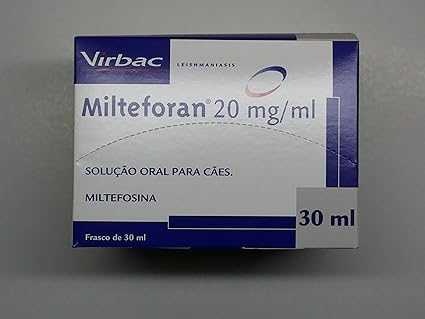 Virbac
LEISHMANIASIS
Milteforan® 20 mg/ml
SOLUÇÃO ORAL PARA CÃES.
MILTEFOSINA
30 ml
Frasco de 30 ml